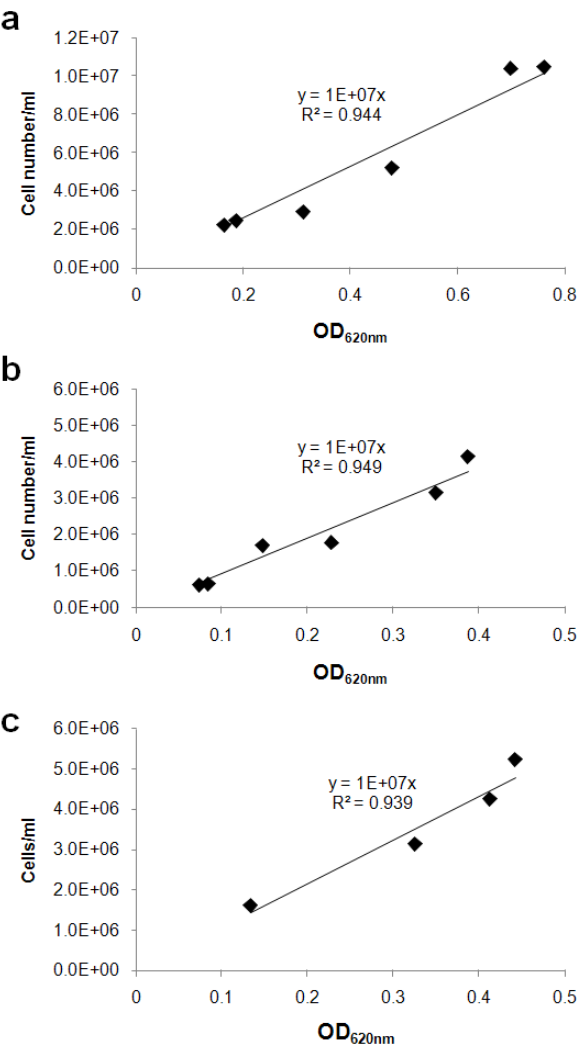 a
1.2E+07
1.0E+07
8.0E+06
6.0E+06
4.0E+06
2.0E+06
0.0E+00
Cell number/ml
y = 1E+07x
R² = 0.944
0 0.2 0.4 0.6 0.8
OD620nm
b
6.0E+06
5.0E+06
4.0E+06
3.0E+06
2.0E+06
1.0E+06
0.0E+00
Cell number/ml
y = 1E+07x
R² = 0.949
0 0.1 0.2 0.3 0.4 0.5
OD620nm
c
6.0E+06
5.0E+06
4.0E+06
3.0E+06
2.0E+06
1.0E+06
0.0E+00
Cells/ml
y = 1E+07x
R² = 0.939
0 0.1 0.2 0.3 0.4 0.5
OD620nm